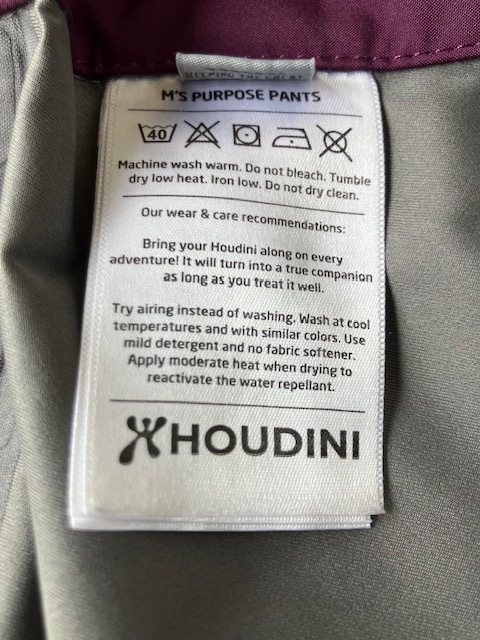 M'S PURPOSE PANTS
40
Machine wash warm. Do not bleach. Tumble
dry low heat. Iron low. Do not dry clean.
Our wear & care recommendations:
Bring your Houdini along on every
adventure! It will turn into a true companion
as long as you treat it well.
Try airing instead of washing. Wash at cool
temperatures and with similar colors. Use
mild detergent and no fabric softener.
Apply moderate heat when drying to
reactivate the water repellant.
HOUDINI